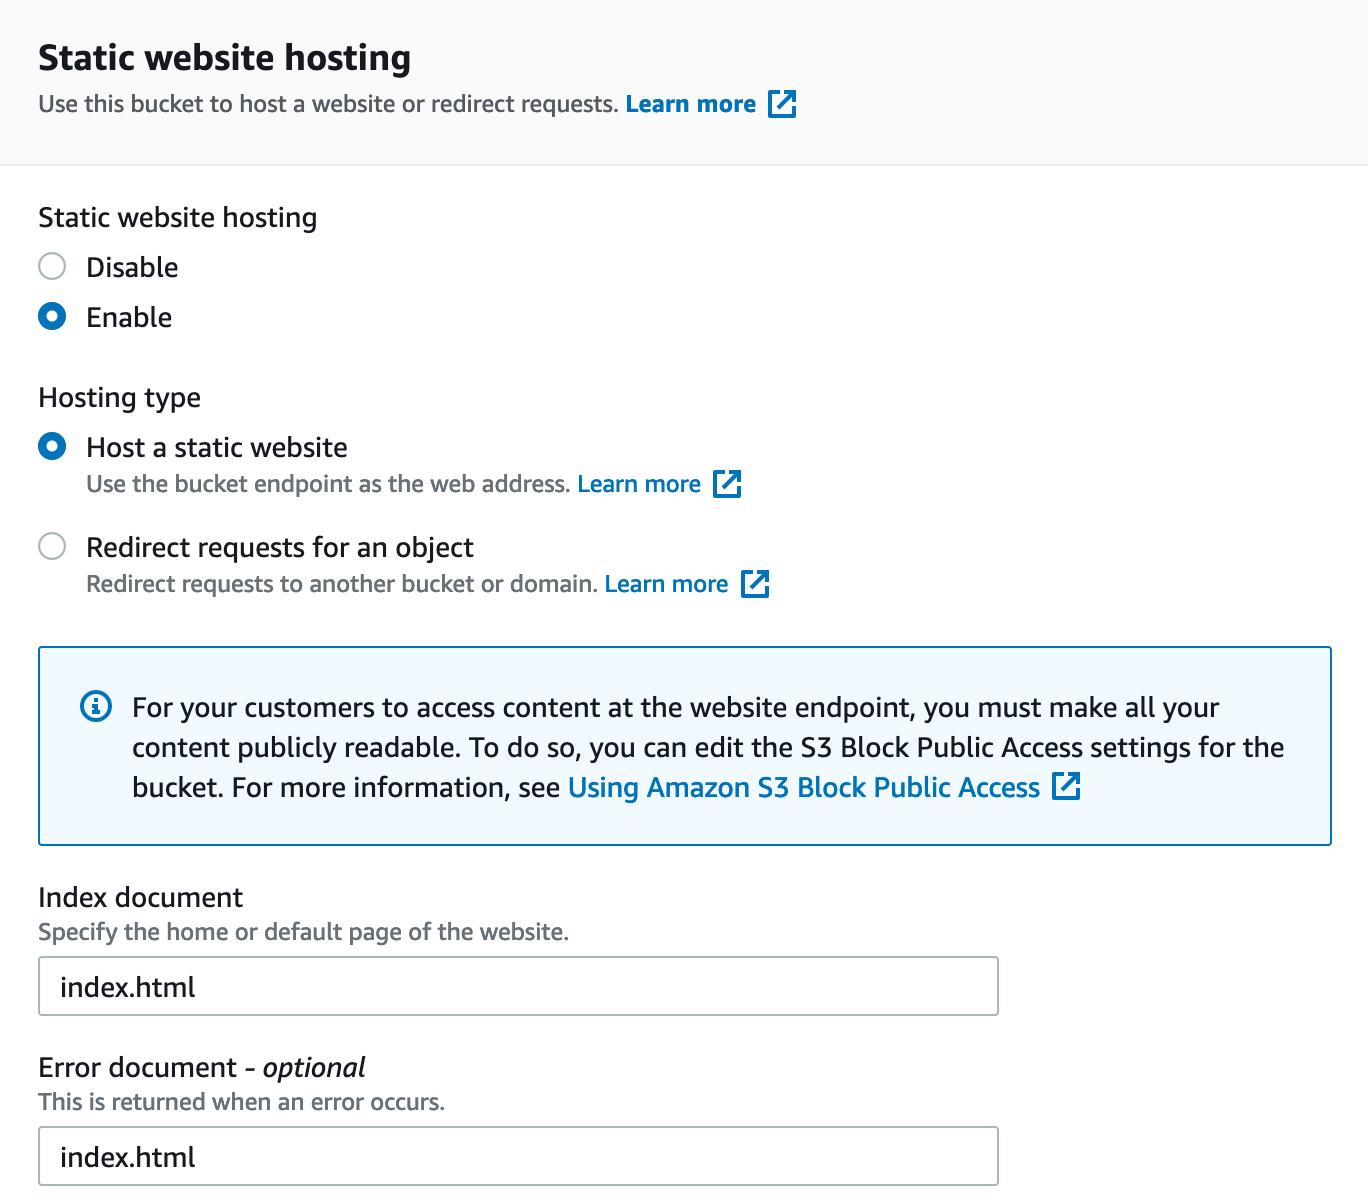 Static website hosting
Use this bucket to host a website or redirect requests. Learn more
Static website hosting
Disable
Enable
Hosting type
Host a static website
Use the bucket endpoint as the web address. Learn more
Redirect requests for an object
Redirect requests to another bucket or domain. Learn more
For your customers to access content at the website endpoint, you must make all your
content publicly readable. To do so, you can edit the S3 Block Public Access settings for the
bucket. For more information, see Using Amazon S3 Block Public Access
Index document
Specify the home or default page of the website.
index.html
Error document - optional
This is returned when an error occurs.
index.html